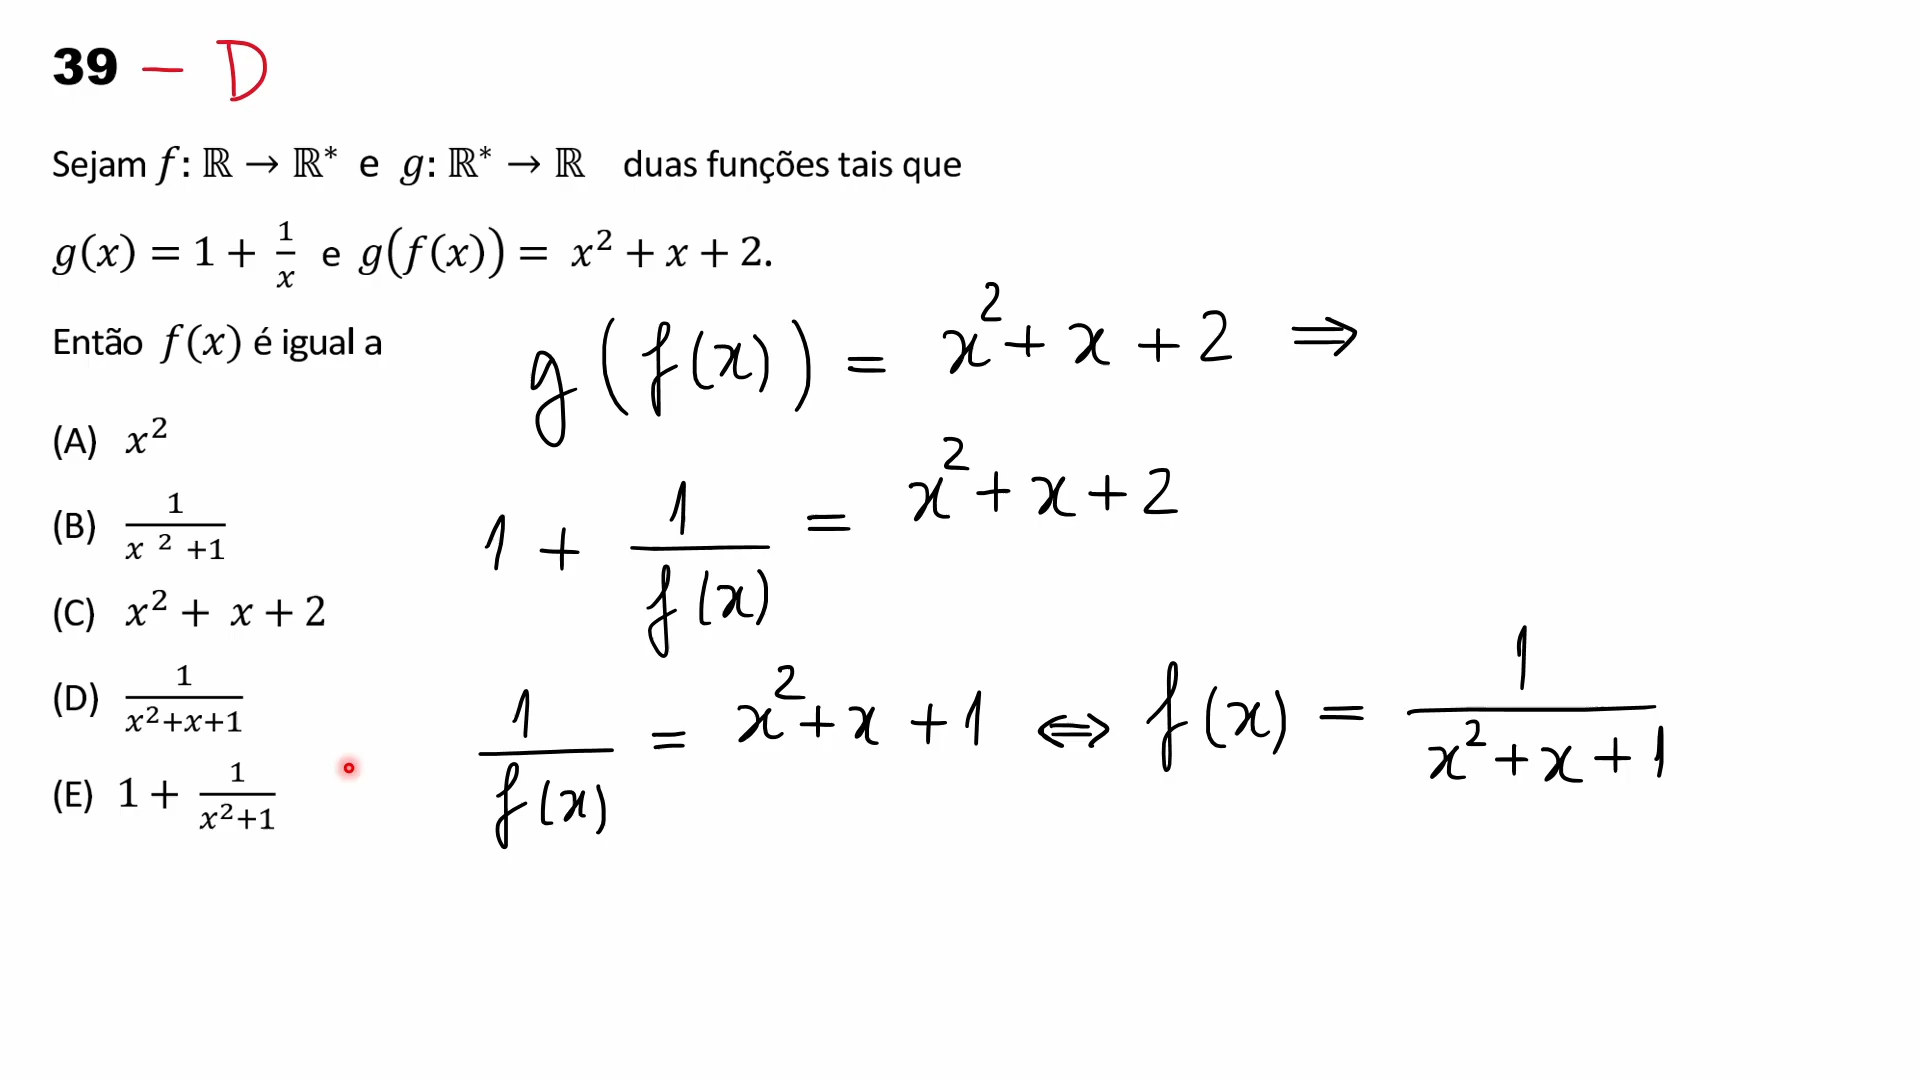 39 – D
Sejam f: ℝ → ℝ* e g: ℝ* → ℝ duas funções tais que
g(x) = 1 + 1/x e g(f(x)) = x² + x + 2.
Então f(x) é igual a
(A) x²
(B) 1/(x ² +1)
(C) x² + x + 2
(D) 1/(x²+x+1)
(E) 1 + 1/(x²+1)
g(f(x)) = x² + x + 2 ⇒
1 + 1/f(x) = x² + x + 2
1/f(x) = x² + x + 1 ⇔ f(x) = 1/(x² + x + 1)